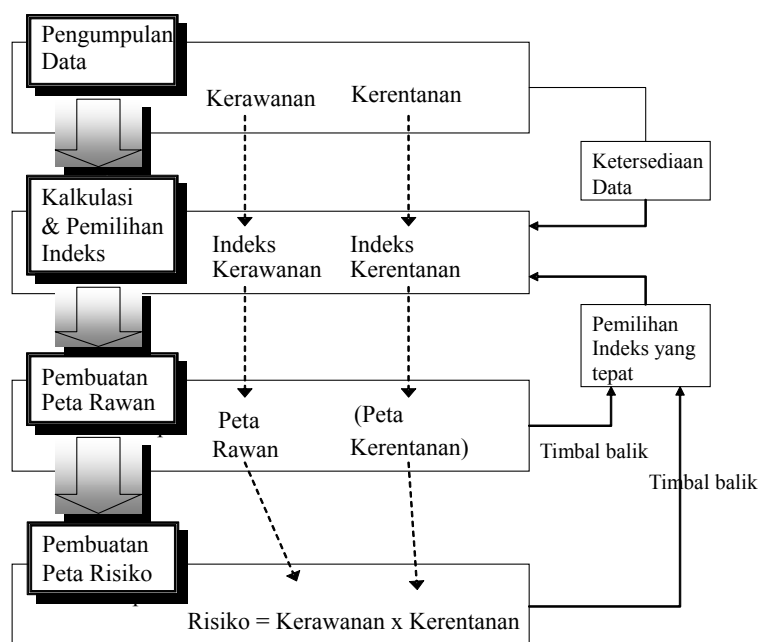 Pengumpulan
Data
Kerawanan
Kerentanan
Ketersediaan
Data
Kalkulasi
& Pemilihan
Indeks
Indeks
Kerawanan
Indeks
Kerentanan
Pemilihan
Indeks yang
tepat
Pembuatan
Peta Rawan
Peta
Rawan
(Peta
Kerentanan)
Timbal balik
Timbal balik
Pembuatan
Peta Risiko
Risiko = Kerawanan x Kerentanan